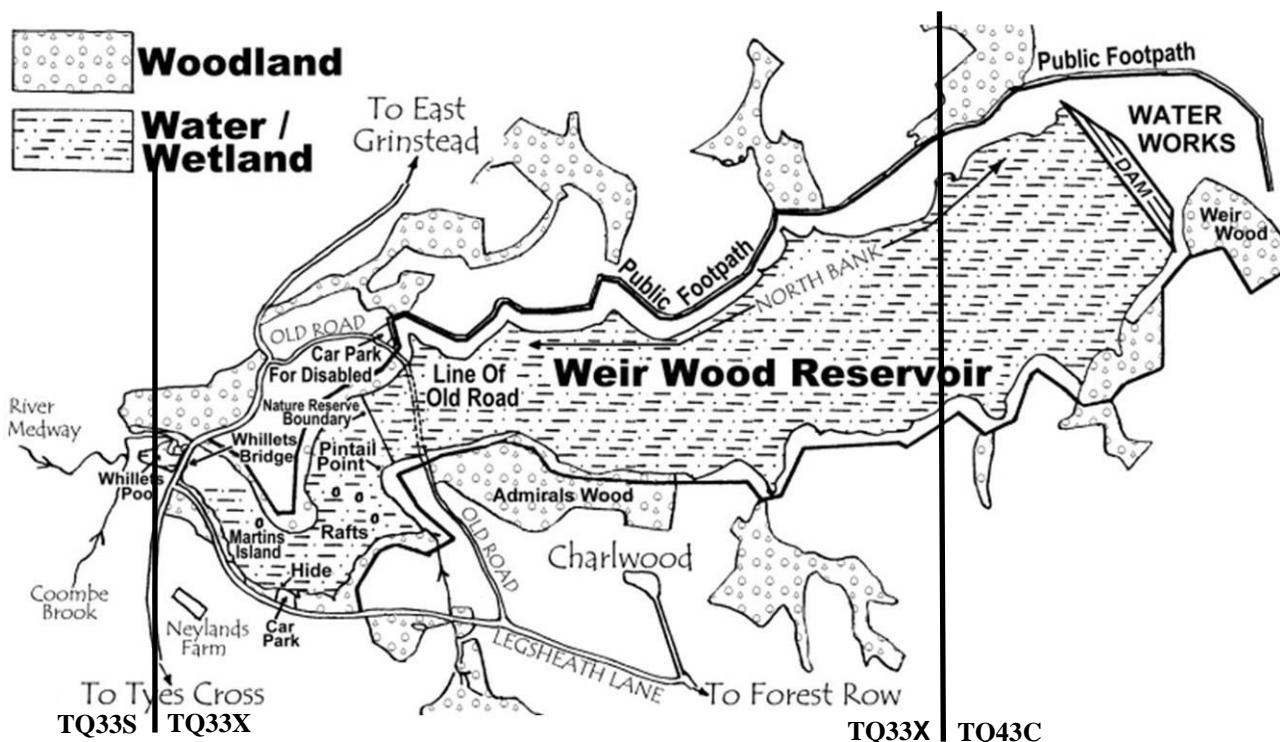 Woodland
Water /
Wetland
To East
Grinstead
Public Footpath
WATER
WORKS
DAM
Weir
Wood
Public Footpath
NORTH BANK
OLD ROAD
Car Park
For Disabled
Line Of
Old Road
Weir Wood Reservoir
Nature Reserve
Boundary
River
Medway
Whillets
Bridge
Pintail
Point
Whillets
Pool
Admirals Wood
Martins
Island
Rafts
OLD ROAD
Charlwood
Hide
Coombe
Brook
Neylands
Farm
Car
Park
LEGSHEATH LANE
To Tyes Cross
To Forest Row
TQ33S
TQ33X
TQ33X
TQ43C